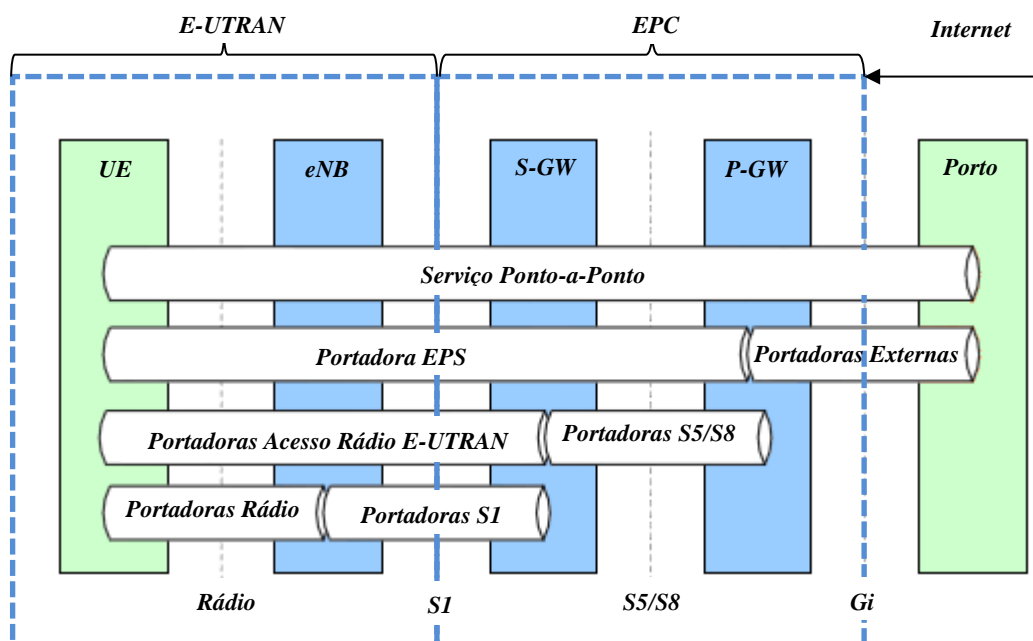 E-UTRAN
EPC
Internet
UE
eNB
S-GW
P-GW
Porto
Serviço Ponto-a-Ponto
Portadora EPS
Portadoras Externas
Portadoras Acesso Rádio E-UTRAN
Portadoras S5/S8
Portadoras Rádio
Portadoras S1
Rádio
S1
S5/S8
Gi